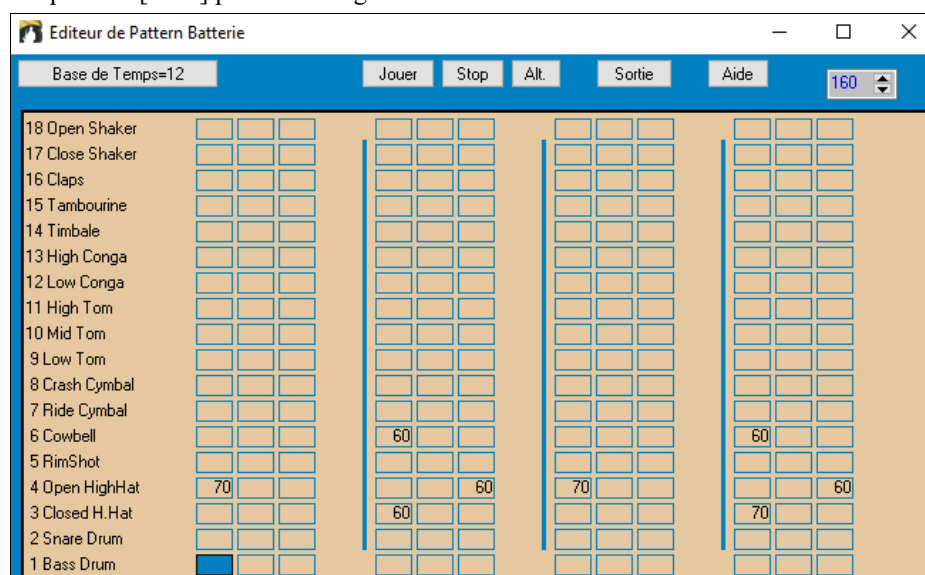 Editeur de Pattern Batterie
Base de Temps=12 Jouer Stop Alt. Sortie Aide 160
18 Open Shaker
17 Close Shaker
16 Claps
15 Tambourine
14 Timbale
13 High Conga
12 Low Conga
11 High Tom
10 Mid Tom
9 Low Tom
8 Crash Cymbal
7 Ride Cymbal
6 Cowbell 60 60
5 RimShot
4 Open HighHat 70 60 70 60
3 Closed H.Hat 60 70
2 Snare Drum
1 Bass Drum